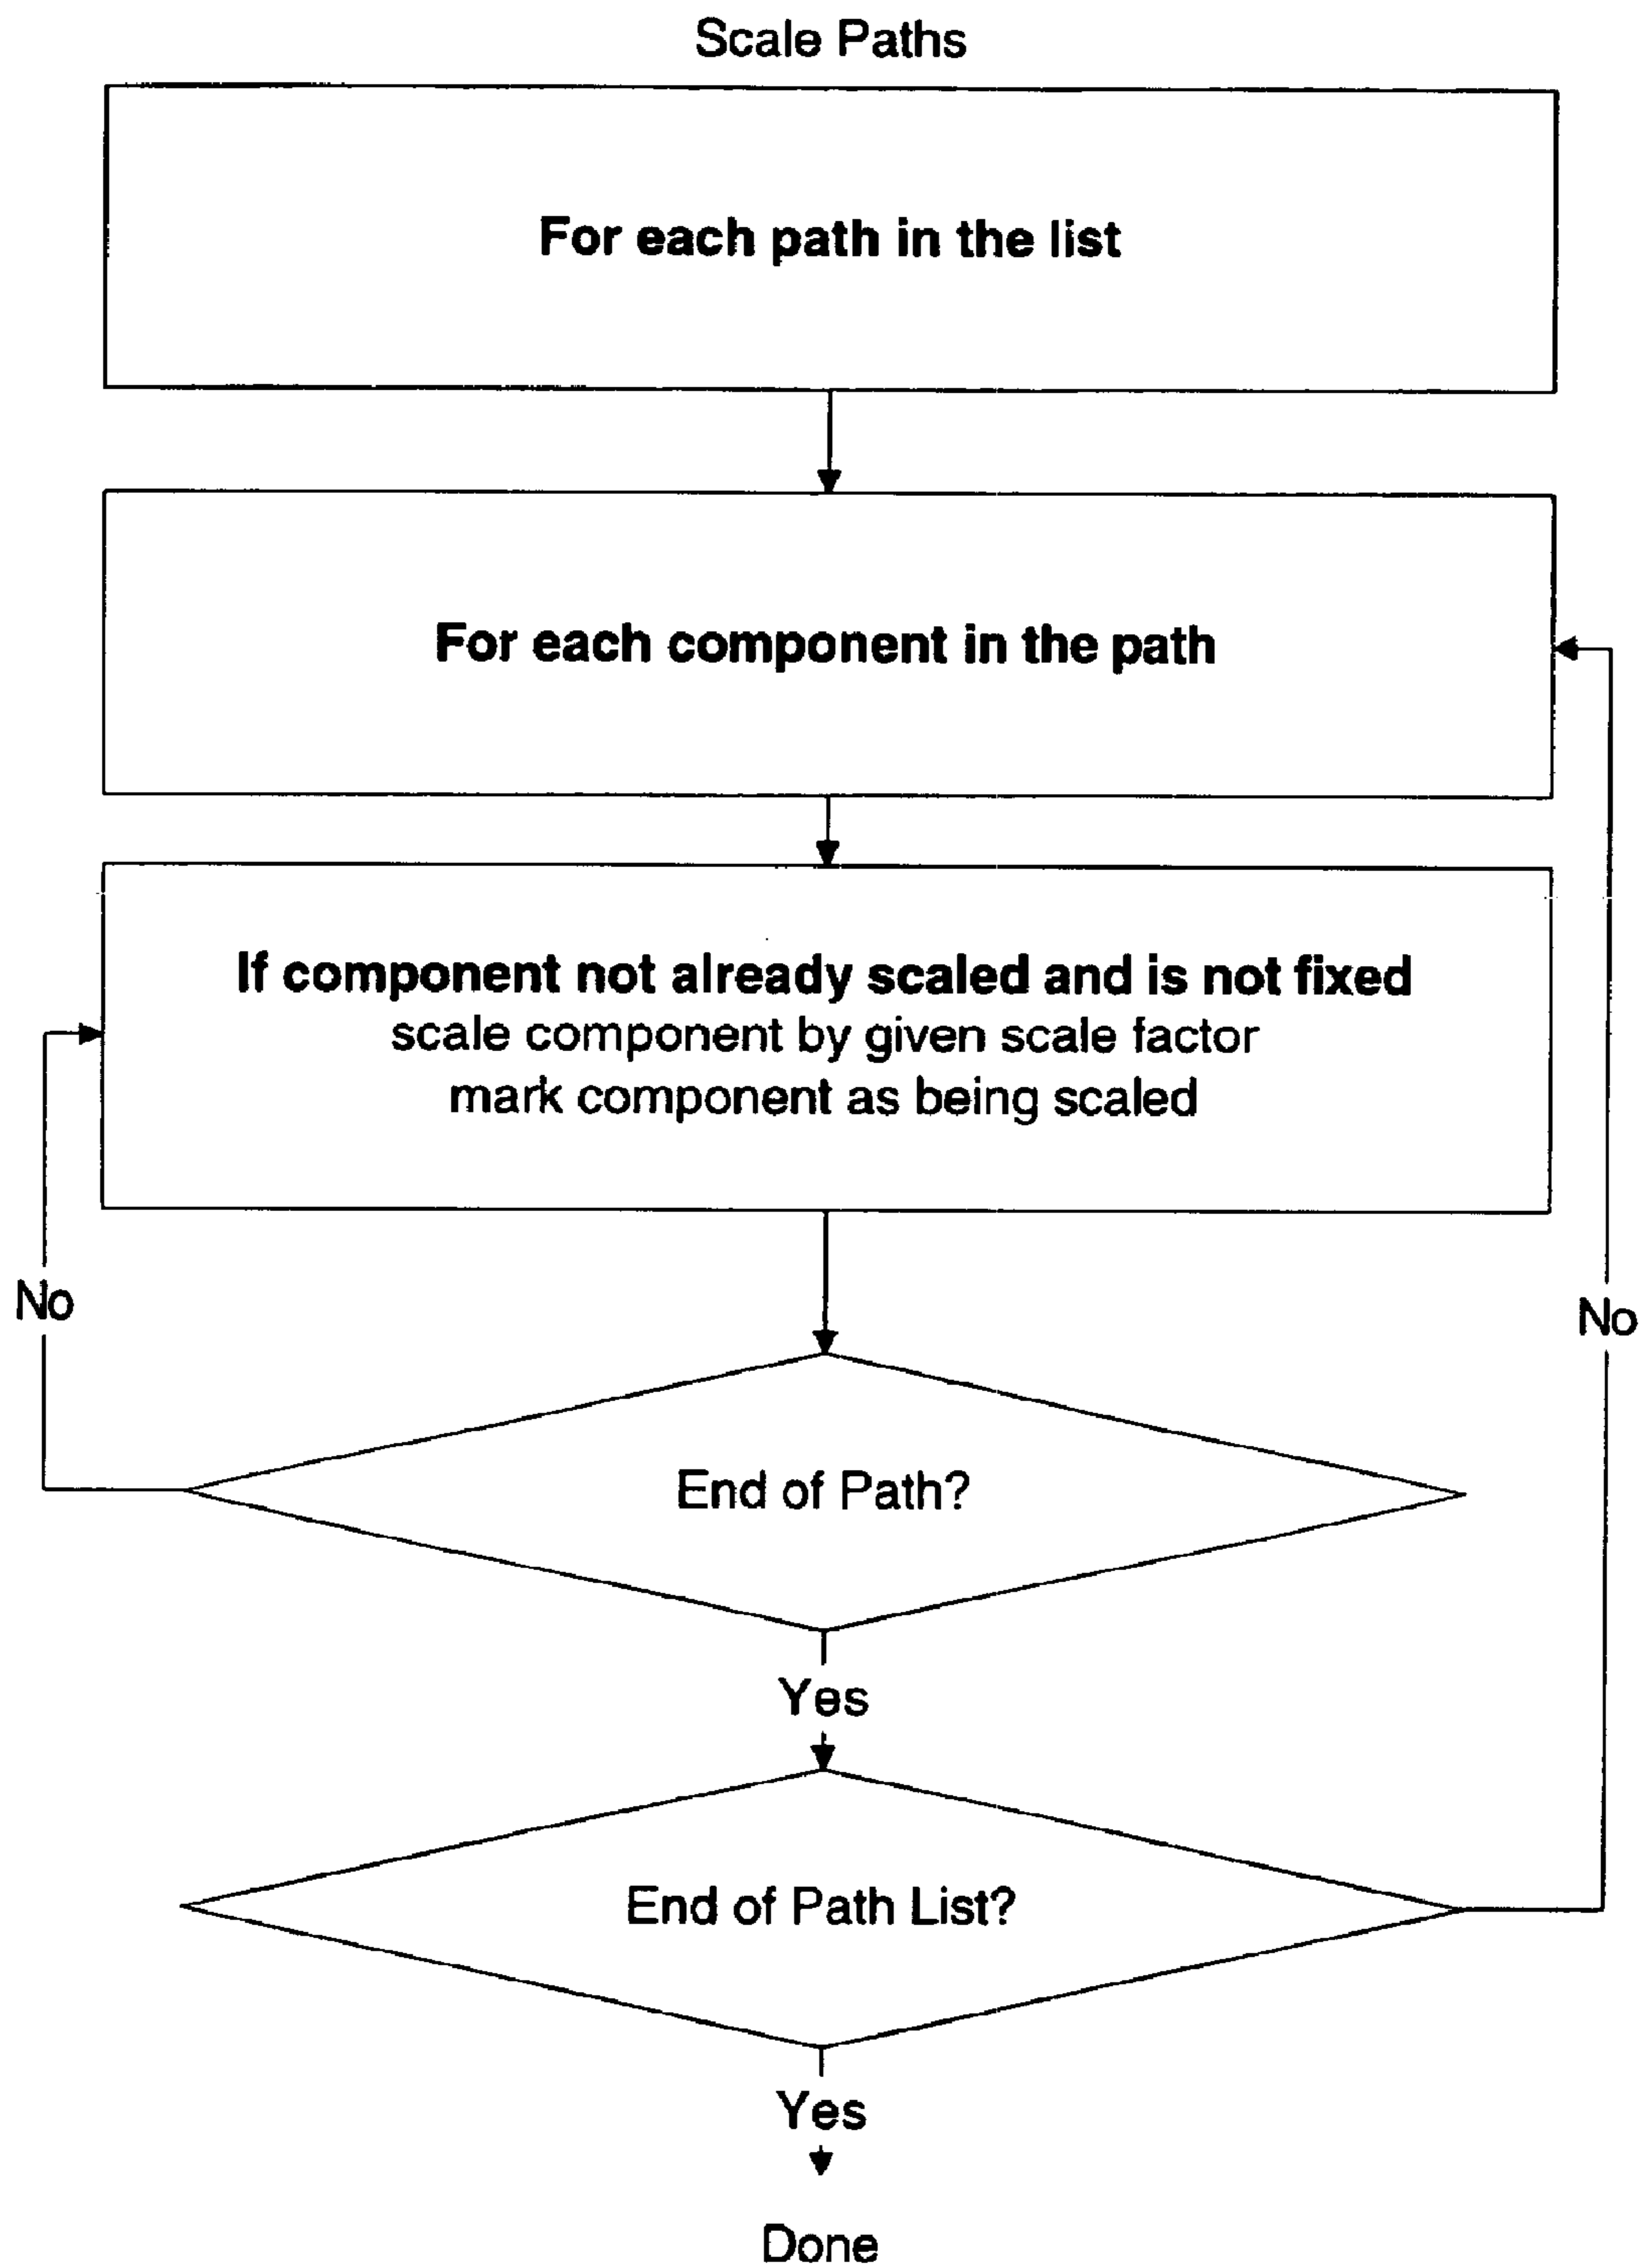 Scale Paths
For each path in the list
For each component in the path
If component not already scaled and is not fixed
scale component by given scale factor
mark component as being scaled
No
No
End of Path?
Yes
End of Path List?
Yes
Done